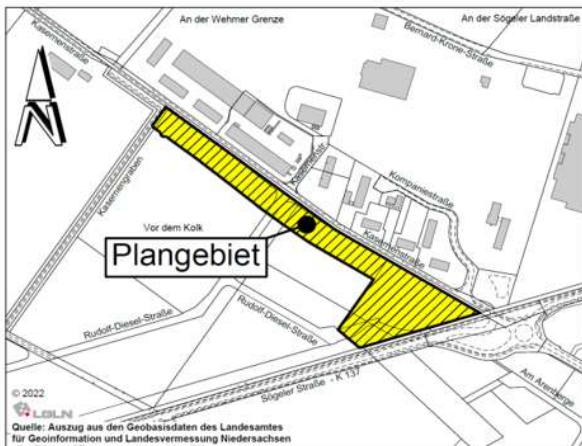 An der Wehmer Grenze
An der Sögeler Landstraße
Kasernenstraße
Bernard-Krone-Straße
N
Kasernenstr.
Kompaniestraße
Kasernengraben
Vor dem Kolk
Kasernenstraße
Plangebiet
Rudolf-Diesel-Straße
Rudolf-Diesel-Straße
Sögeler Straße - K 137
Am Arenberge
© 2022
LGLN
Quelle: Auszug aus den Geobasisdaten des Landesamtes
für Geoinformation und Landesvermessung Niedersachsen